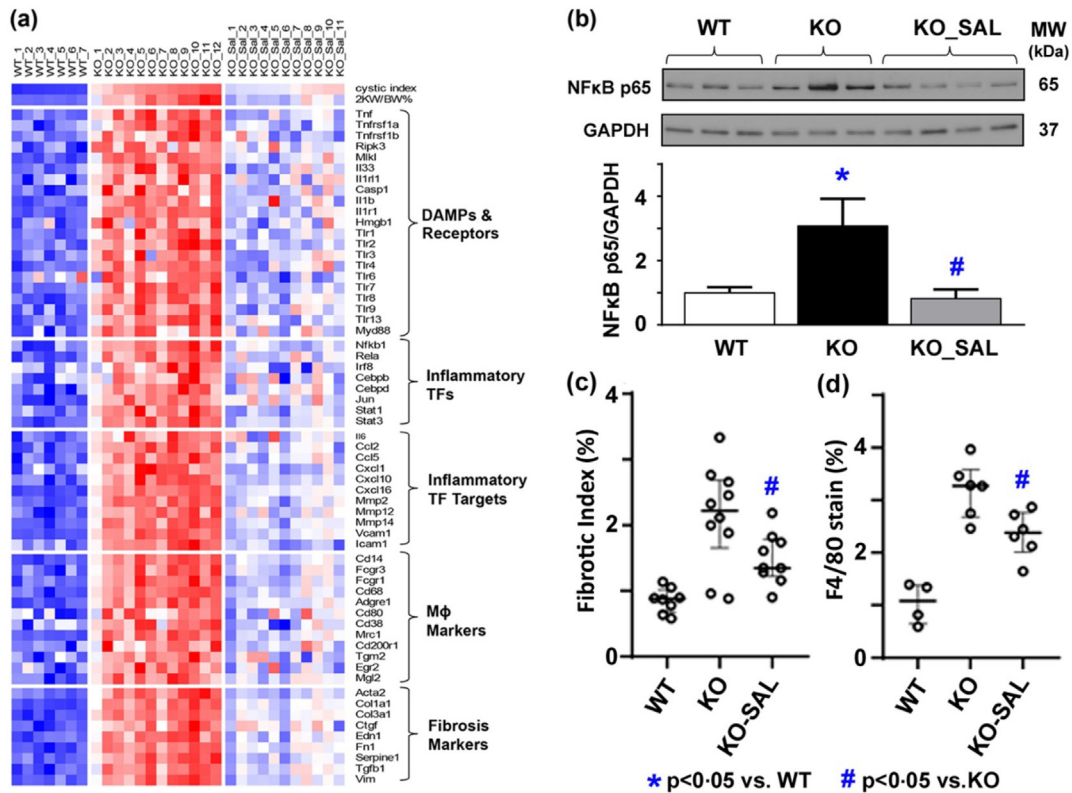 (a)
WT_1
WT_2
WT_3
WT_4
WT_5
WT_6
WT_7
KO_1
KO_2
KO_3
KO_4
KO_5
KO_6
KO_7
KO_8
KO_9
KO_10
KO_11
KO_12
KO_Sal_1
KO_Sal_2
KO_Sal_3
KO_Sal_4
KO_Sal_5
KO_Sal_6
KO_Sal_7
KO_Sal_8
KO_Sal_9
KO_Sal_10
KO_Sal_11
cystic index
2KW/BW%
Tnf
Tnfrsf1a
Tnfrsf1b
Ripk3
Mlkl
Il33
Il1rl1
Casp1
Il1b
Il1r1
Hmgb1
Tlr1
Tlr2
Tlr3
Tlr4
Tlr6
Tlr7
Tlr8
Tlr9
Tlr13
Myd88
DAMPs &
Receptors
Nfkb1
Rela
Irf8
Cebpb
Cebpd
Jun
Stat1
Stat3
Inflammatory
TFs
Il6
Ccl2
Ccl5
Cxcl1
Cxcl10
Cxcl16
Mmp2
Mmp12
Mmp14
Vcam1
Icam1
Inflammatory
TF Targets
Cd14
Fcgr3
Fcgr1
Cd68
Adgre1
Cd80
Cd38
Mrc1
Cd200r1
Tgm2
Egr2
Mgl2
Mϕ
Markers
Acta2
Col1a1
Col3a1
Ctgf
Edn1
Fn1
Serpine1
Tgfb1
Vim
Fibrosis
Markers
(b)
WT KO KO_SAL MW
(kDa)
NFκB p65 65
GAPDH 37
NFκB p65/GAPDH
4
2
0
*
#
WT KO KO_SAL
(c)
Fibrotic Index (%)
4
2
0
#
WT
KO
KO-SAL
(d)
F4/80 stain (%)
4
2
0
#
WT
KO
KO-SAL
* p<0·05 vs. WT # p<0·05 vs.KO